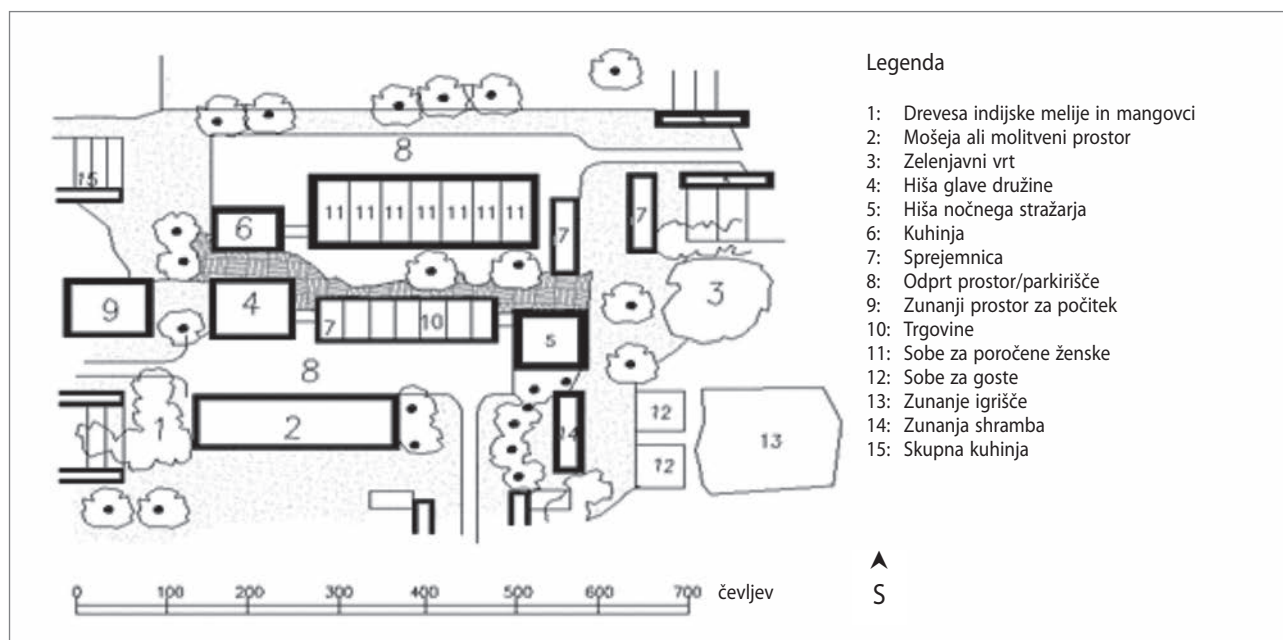 8
15
11 11 11 11 11 11 11
6
7
7
9
4
7
10
5
3
8
1
2
14
12
12
13
0 100 200 300 400 500 600 700 čevljev
Legenda
1: Drevesa indijske melije in mangovci
2: Mošeja ali molitveni prostor
3: Zelenjavni vrt
4: Hiša glave družine
5: Hiša nočnega stražarja
6: Kuhinja
7: Sprejemnica
8: Odprt prostor/parkirišče
9: Zunanji prostor za počitek
10: Trgovine
11: Sobe za poročene ženske
12: Sobe za goste
13: Zunanje igrišče
14: Zunanja shramba
15: Skupna kuhinja
S